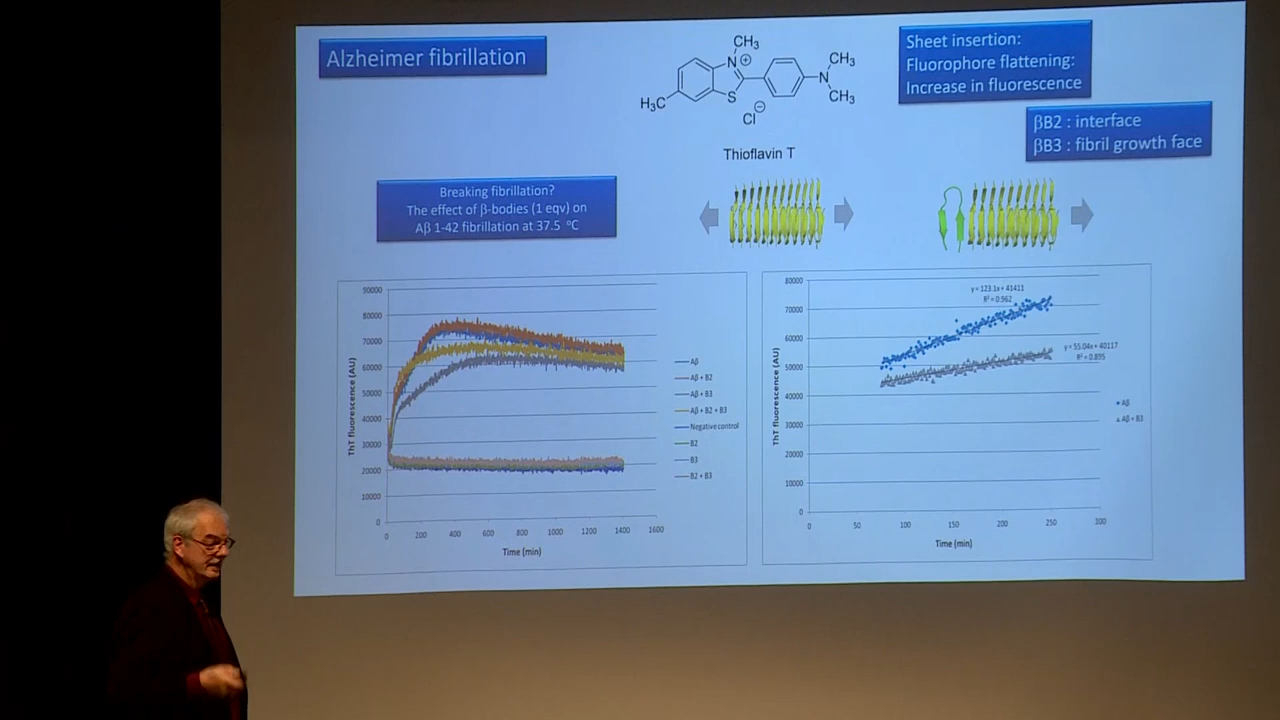 Alzheimer fibrillation
CH₃
N⊕
CH₃
N
CH₃
S
H₃C
Cl⊖
Thioflavin T
Sheet insertion:
Fluorophore flattening:
Increase in fluorescence
βB2 : interface
βB3 : fibril growth face
Breaking fibrillation?
The effect of β-bodies (1 eqv) on
Aβ 1-42 fibrillation at 37.5 °C
ThT fluorescence (AU)
90000
80000
70000
60000
50000
40000
30000
20000
10000
0
0 200 400 600 800 1000 1200 1400 1600
Time (min)
Aβ
Aβ + B2
Aβ + B3
Aβ + B2 + B3
Negative control
B2
B3
B2 + B3
ThT fluorescence (AU)
80000
70000
60000
50000
40000
30000
20000
10000
0
0 50 100 150 200 250 300
Time (min)
y = 123.1x + 41411
R² = 0.962
y = 55.04x + 40117
R² = 0.895
Aβ
Aβ + B3